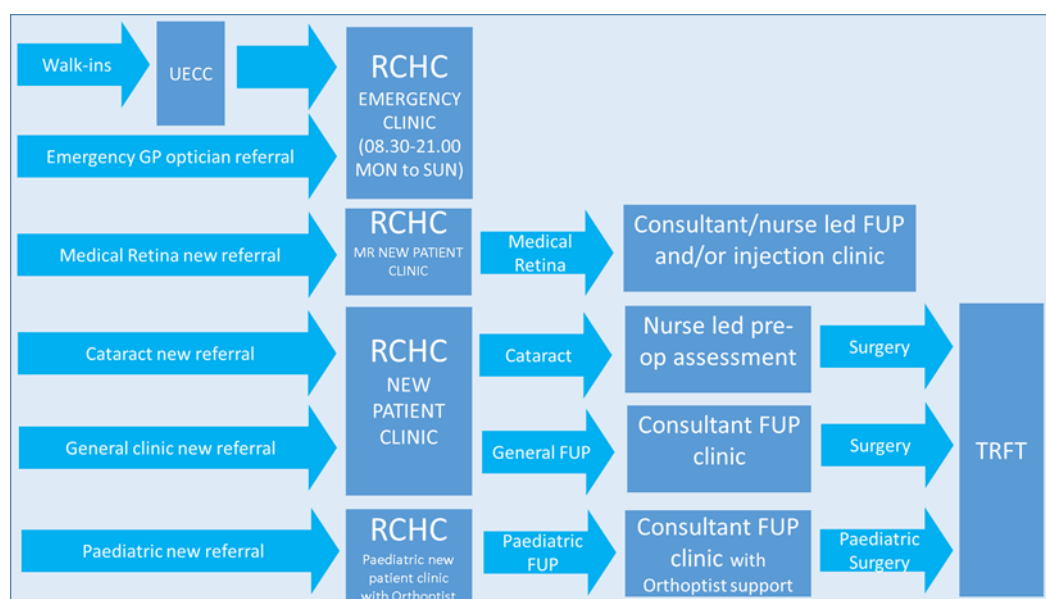 Walk-ins
UECC
RCHC
EMERGENCY
CLINIC
(08.30-21.00
MON to SUN)
Emergency GP optician referral
Medical Retina new referral
RCHC
MR NEW PATIENT
CLINIC
Medical
Retina
Consultant/nurse led FUP
and/or injection clinic
Cataract new referral
RCHC
NEW
PATIENT
CLINIC
Cataract
Nurse led pre-
op assessment
Surgery
General clinic new referral
General FUP
Consultant FUP
clinic
Surgery
TRFT
Paediatric new referral
RCHC
Paediatric new
patient clinic
with Orthoptist
Paediatric
FUP
Consultant FUP
clinic with
Orthoptist support
Paediatric
Surgery